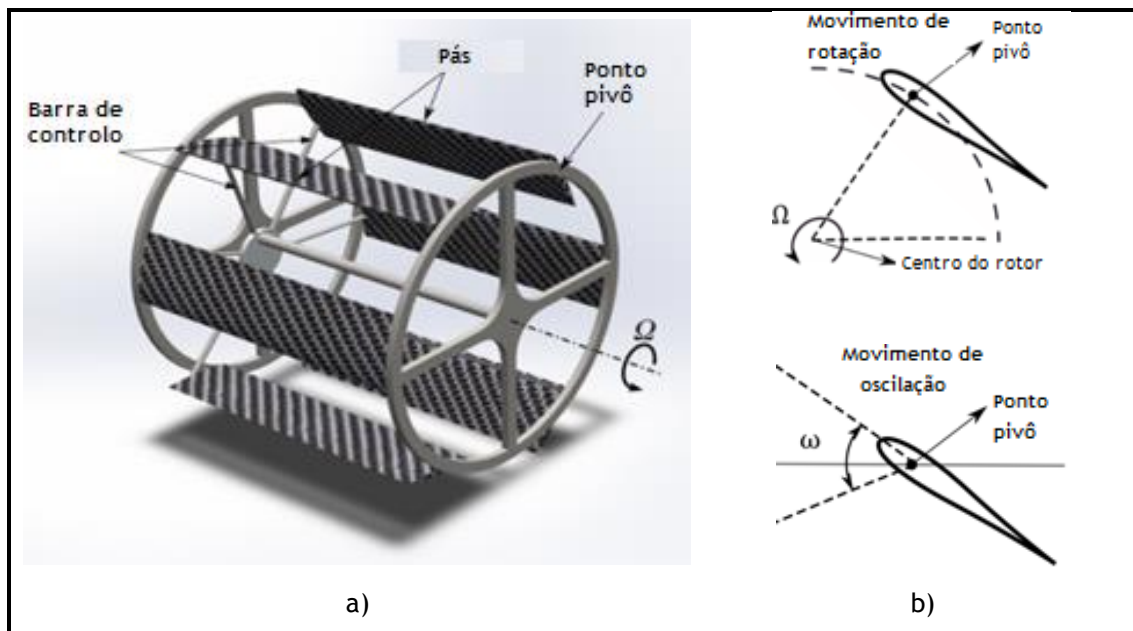 Pás
Ponto
pivô
Barra de
controlo
Ω
a)
Movimento de
rotação
Ponto
pivô
Ω
Centro do rotor
Movimento de
oscilação
Ponto
pivô
ω
b)